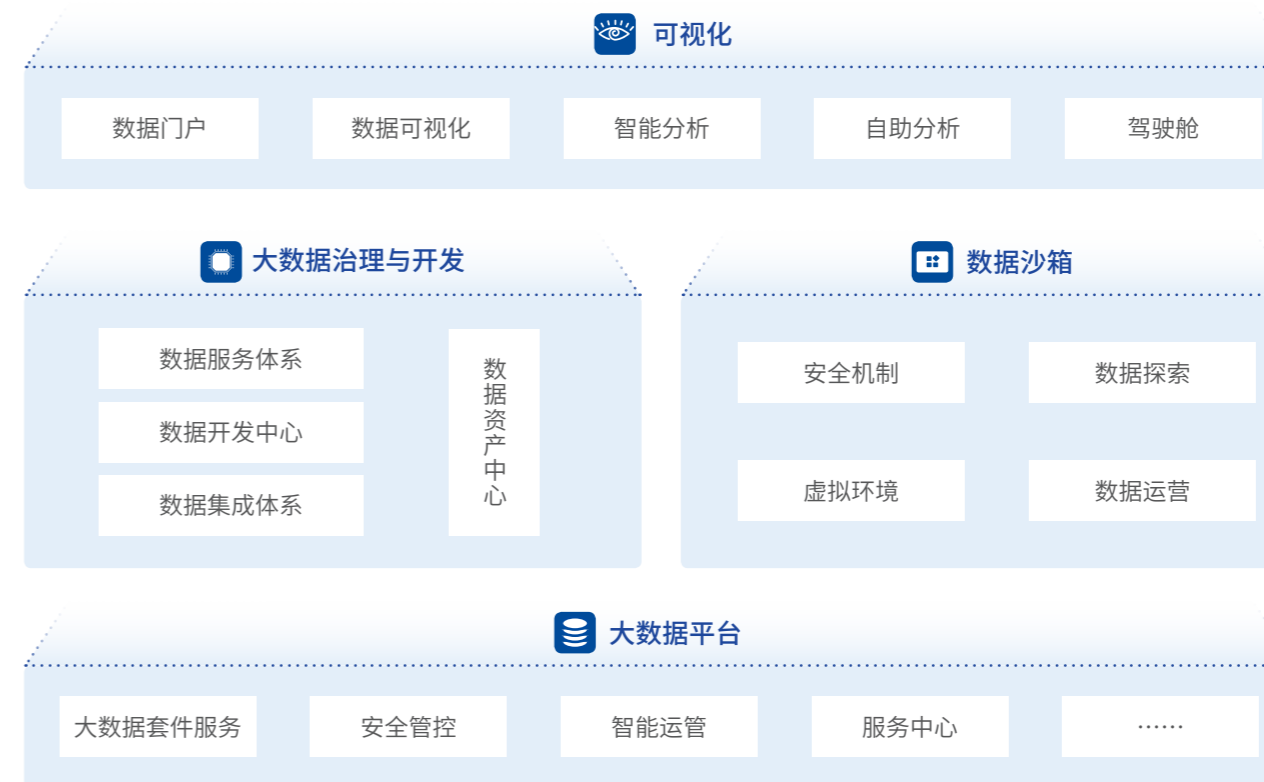 可视化
数据门户
数据可视化
智能分析
自助分析
驾驶舱
大数据治理与开发
数据服务体系
数据开发中心
数据集成体系
数据资产中心
数据沙箱
安全机制
数据探索
虚拟环境
数据运营
大数据平台
大数据套件服务
安全管控
智能运管
服务中心
……